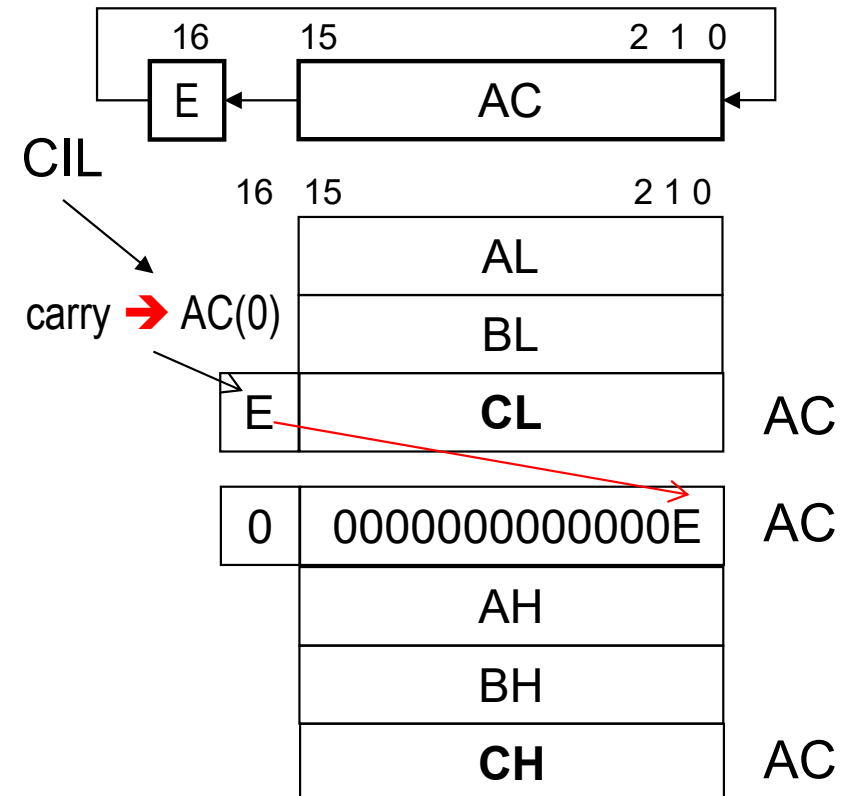 16 15 2 1 0
E AC
CIL
16 15 2 1 0
AL
carry ➔ AC(0)
BL
E CL AC
0 00000000000000E AC
AH
BH
CH AC